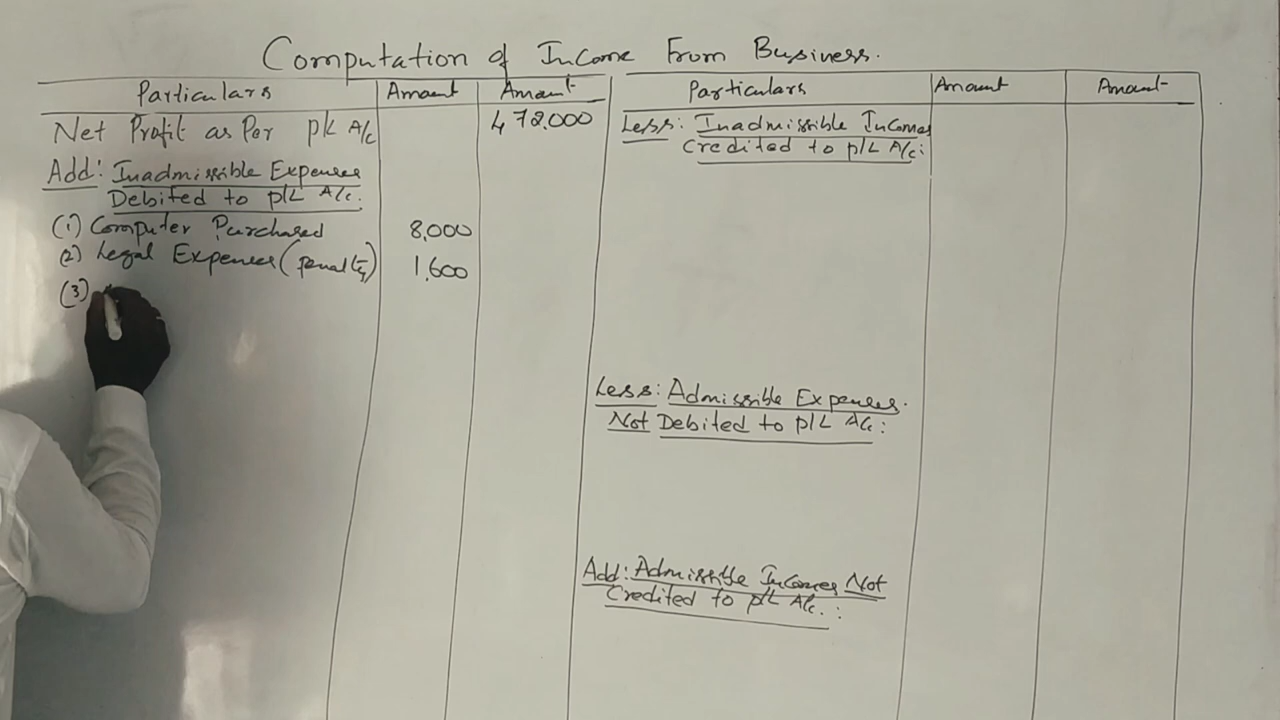 Computation of Income From Business.
Particulars Amount Amount
Net Profit as Per P/L A/c 4,72,000
Add: Inadmissible Expenses
Debited to P/L A/c.
(1) Computer Purchased 8,000
(2) Legal Expenses (Penalty) 1,600
(3)
Particulars Amount Amount
Less: Inadmissible Incomes
Credited to P/L A/c:
Less: Admissible Expenses.
Not Debited to P/L A/c:
Add: Admissible Incomes Not
Credited to P/L A/c. :